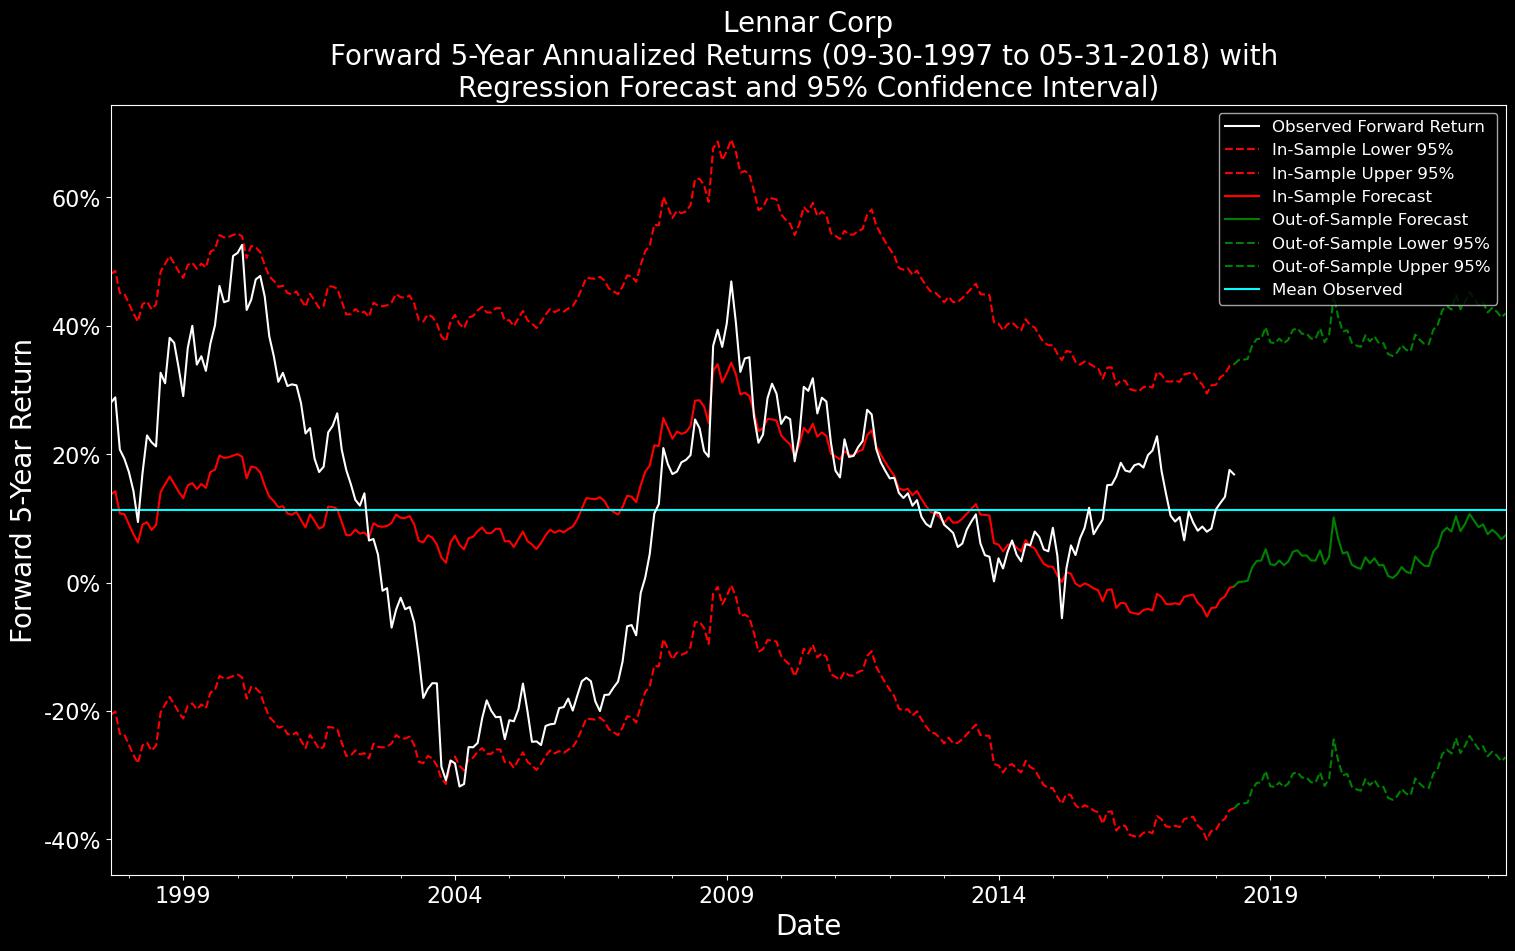 Lennar Corp
Forward 5-Year Annualized Returns (09-30-1997 to 05-31-2018) with
Regression Forecast and 95% Confidence Interval)
Observed Forward Return
In-Sample Lower 95%
In-Sample Upper 95%
In-Sample Forecast
Out-of-Sample Forecast
Out-of-Sample Lower 95%
Out-of-Sample Upper 95%
Mean Observed
Forward 5-Year Return
60%
40%
20%
0%
-20%
-40%
1999
2004
2009
2014
2019
Date